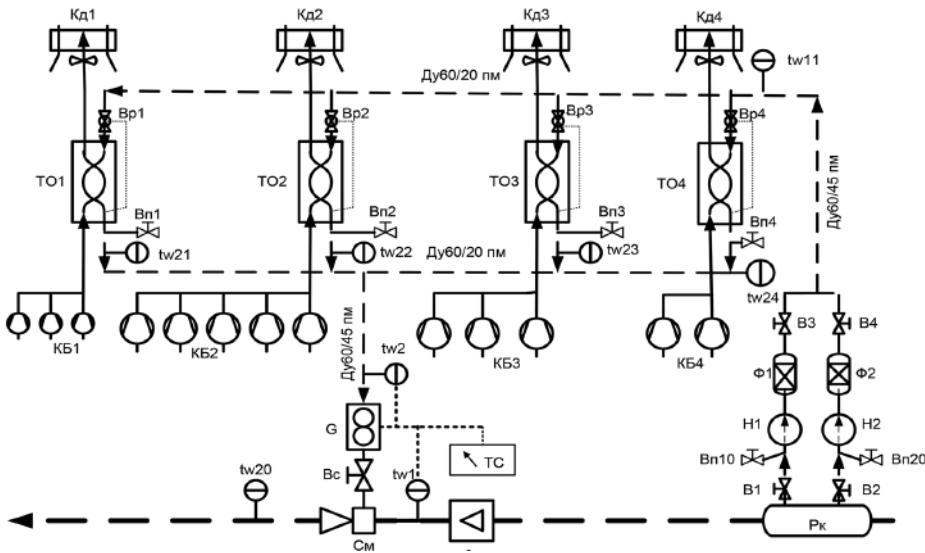 Кд1 Кд2 Кд3 Кд4
tw11
Ду60/20 пм
Вр1 Вр2 Вр3 Вр4
ТО1 ТО2 ТО3 ТО4
Ду60/45 пм
Вп1 Вп2 Вп3 Вп4
tw21 tw22 Ду60/20 пм tw23 tw24
КБ1 КБ2 КБ3 КБ4
В3 В4
Ду60/45 пм
tw2
Ф1 Ф2
G
Н1 Н2
ТС
Вп10 Вп20
tw20 Вс tw1
В1 В2
См Рк